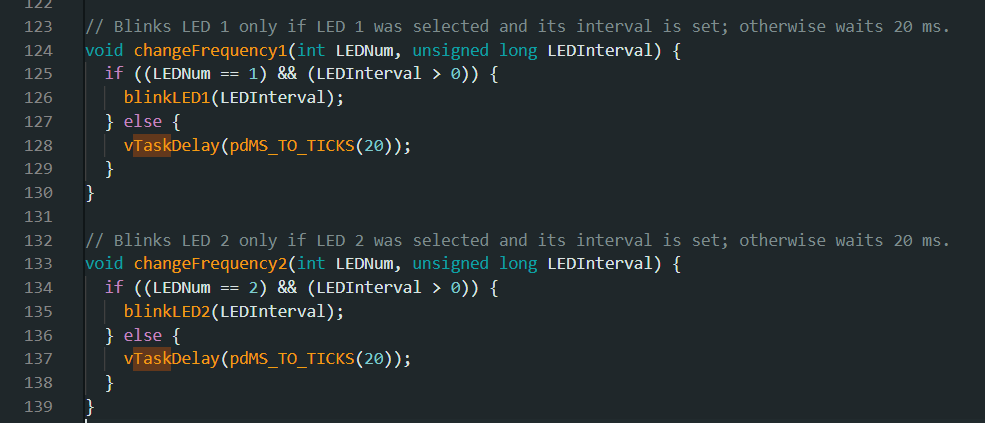 122
123 // Blinks LED 1 only if LED 1 was selected and its interval is set; otherwise waits 20 ms.
124 void changeFrequency1(int LEDNum, unsigned long LEDInterval) {
125   if ((LEDNum == 1) && (LEDInterval > 0)) {
126     blinkLED1(LEDInterval);
127   } else {
128     vTaskDelay(pdMS_TO_TICKS(20));
129   }
130 }
131
132 // Blinks LED 2 only if LED 2 was selected and its interval is set; otherwise waits 20 ms.
133 void changeFrequency2(int LEDNum, unsigned long LEDInterval) {
134   if ((LEDNum == 2) && (LEDInterval > 0)) {
135     blinkLED2(LEDInterval);
136   } else {
137     vTaskDelay(pdMS_TO_TICKS(20));
138   }
139 }